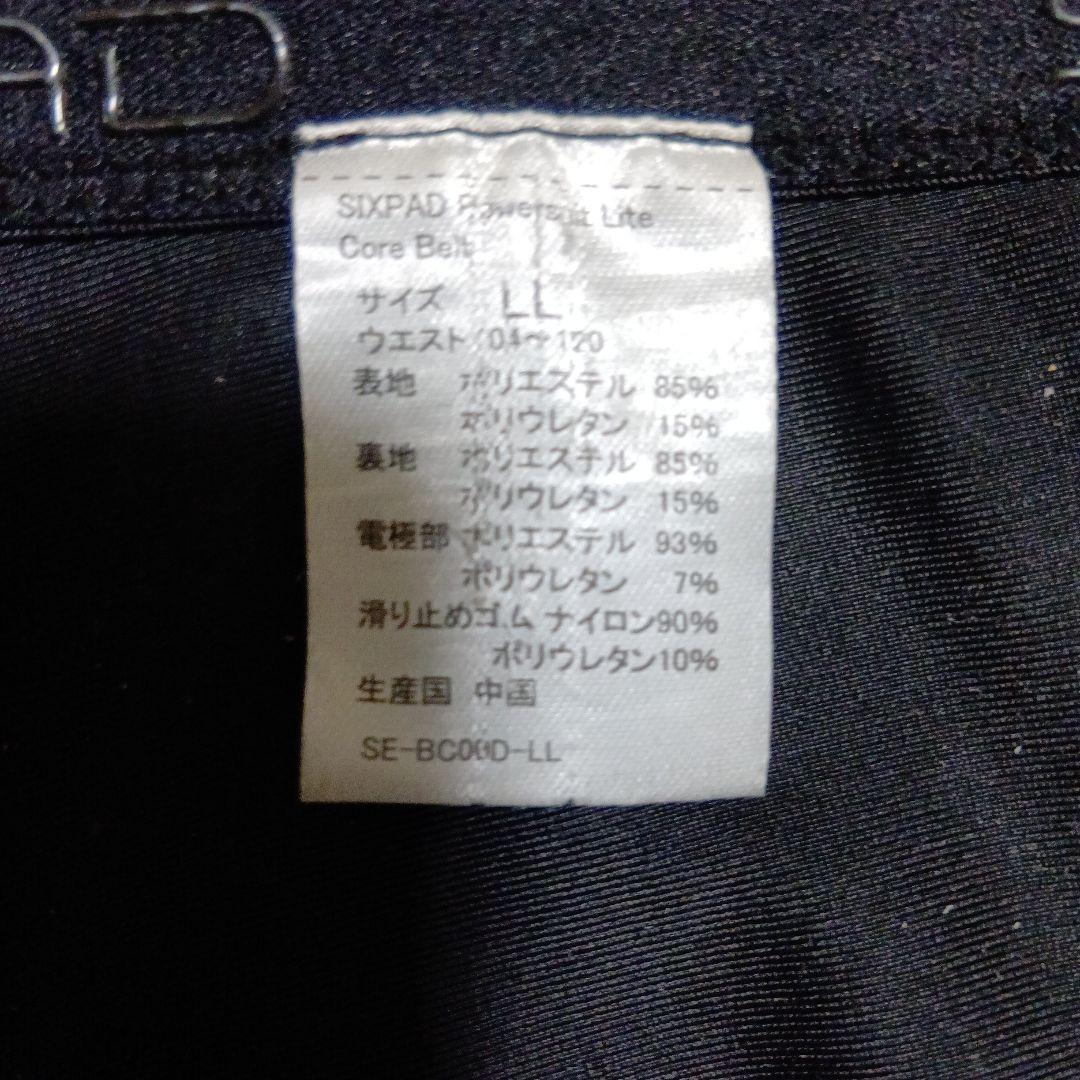 AD
SIXPAD Powersuit Lite
Core Belt
サイズ LL
ウエスト 104〜120
表地 ポリエステル 85%
ポリウレタン 15%
裏地 ポリエステル 85%
ポリウレタン 15%
電極部 ポリエステル 93%
ポリウレタン 7%
滑り止めゴム ナイロン90%
ポリウレタン10%
生産国 中国
SE-BC00D-LL